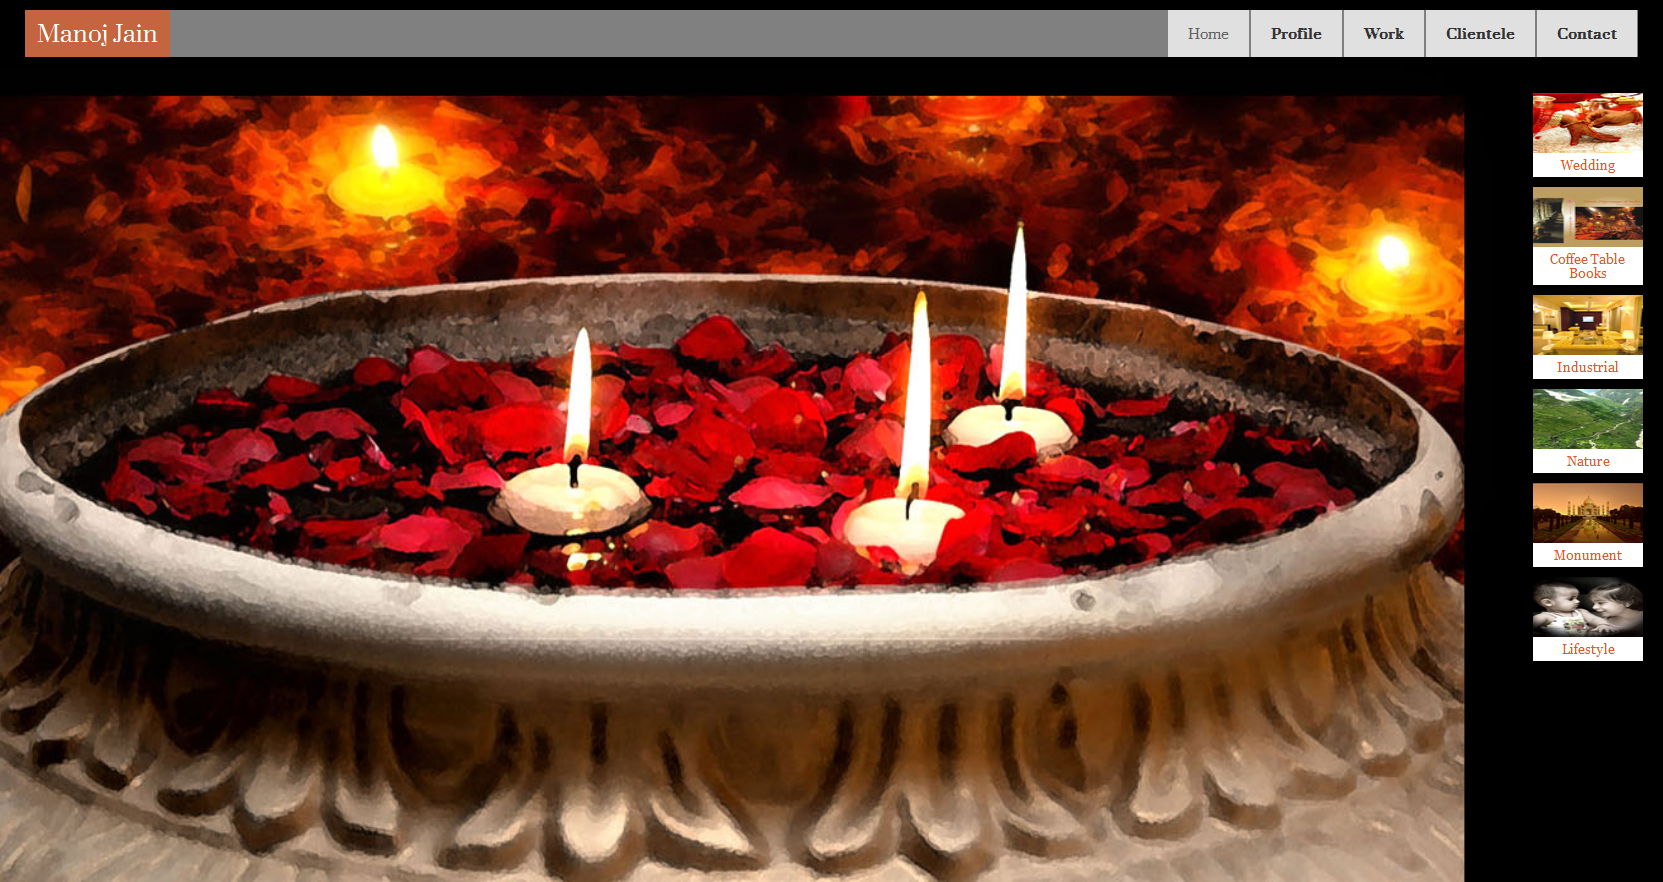 Manoj Jain
Home
Profile
Work
Clientele
Contact
Wedding
Coffee Table
Books
Industrial
Nature
Monument
Lifestyle